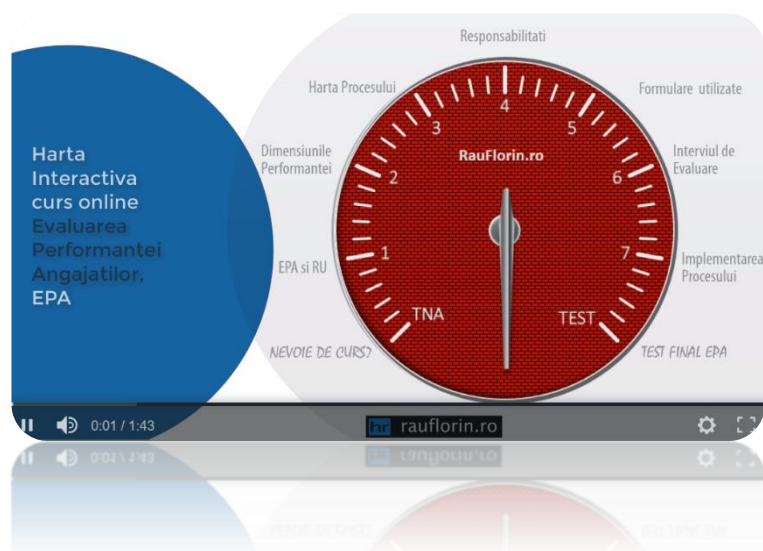 Harta
Interactiva
curs online
Evaluarea
Performantei
Angajatilor,
EPA
Responsabilitati
Harta Procesului
Formulare utilizate
Dimensiunile
Performantei
Interviul de
Evaluare
EPA si RU
Implementarea
Procesului
NEVOIE DE CURS?
TEST FINAL EPA
RauFlorin.ro
1
2
3
4
5
6
7
TNA
TEST
0:01 / 1:43
hr rauflorin.ro